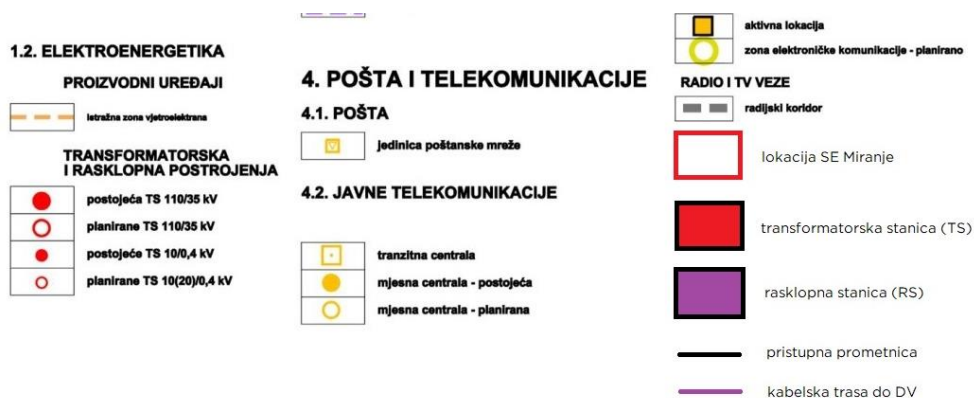 1.2. ELEKTROENERGETIKA
PROIZVODNI UREĐAJI
istražna zona vjetroelektrana
TRANSFORMATORSKA
I RASKLOPNA POSTROJENJA
postojeća TS 110/35 kV
planirane TS 110/35 kV
postojeće TS 10/0,4 kV
planirane TS 10(20)/0,4 kV
4. POŠTA I TELEKOMUNIKACIJE
4.1. POŠTA
jedinica poštanske mreže
4.2. JAVNE TELEKOMUNIKACIJE
tranzitna centrala
mjesna centrala - postojeća
mjesna centrala - planirana
aktivna lokacija
zona elektroničke komunikacije - planirano
RADIO I TV VEZE
radijski koridor
lokacija SE Miranje
transformatorska stanica (TS)
rasklopna stanica (RS)
pristupna prometnica
kabelska trasa do DV